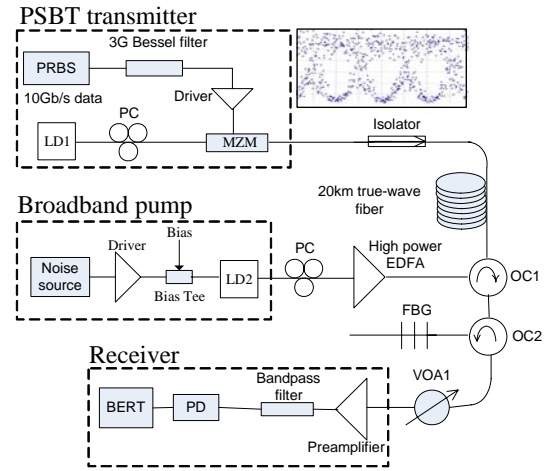 PSBT transmitter
3G Bessel filter
PRBS
10Gb/s data
Driver
PC
LD1
MZM
Isolator
20km true-wave
fiber
Broadband pump
Bias
Driver
Noise
source
Bias Tee
LD2
PC
High power
EDFA
OC1
FBG
OC2
Receiver
VOA1
Bandpass
filter
BERT
PD
Preamplifier